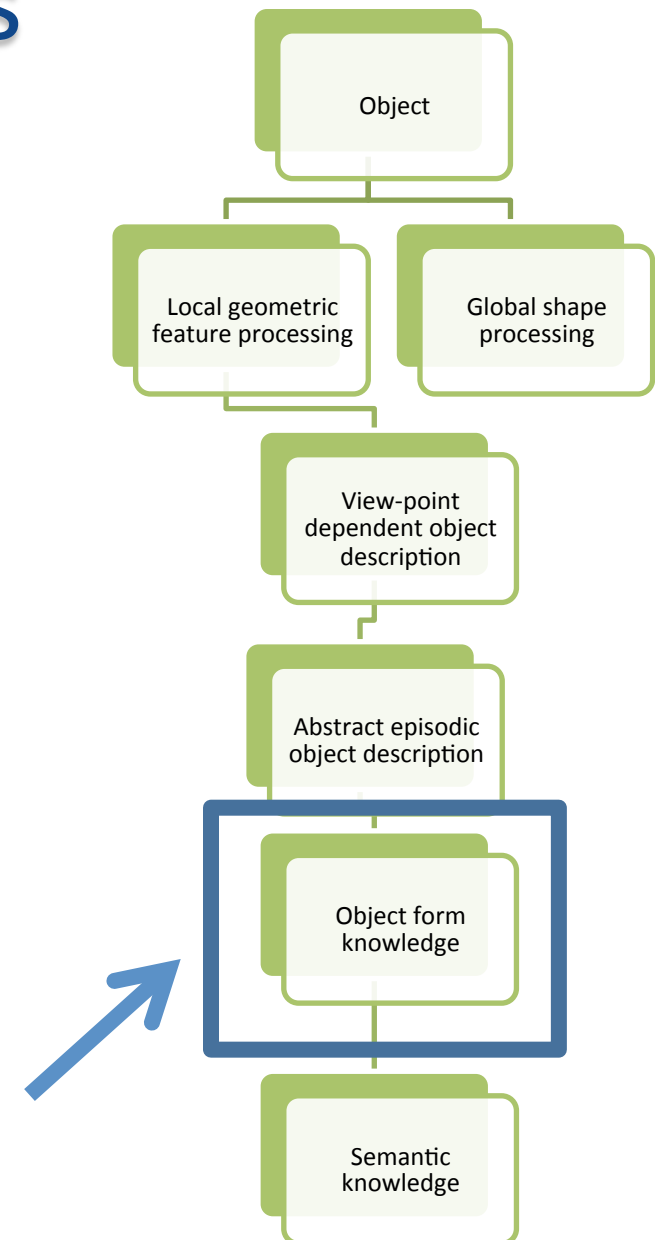 s
Object
Local geometric
feature processing
Global shape
processing
View-point
dependent object
description
Abstract episodic
object description
Object form
knowledge
Semantic
knowledge